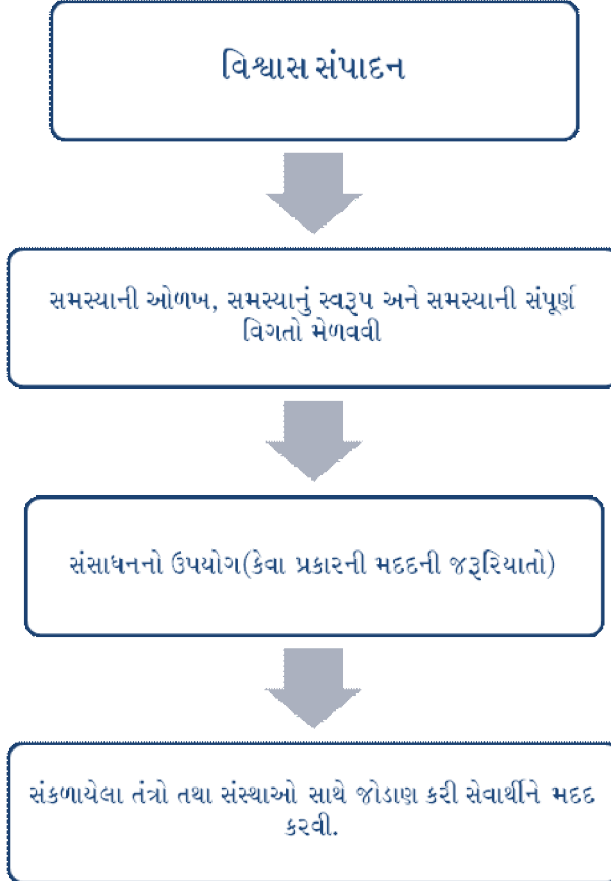 વિશ્વાસ સંપાદન
સમસ્યાની ઓળખ, સમસ્યાનું સ્વરૂપ અને સમસ્યાની સંપૂર્ણ
વિગતો મેળવવી
સંસાધનનો ઉપયોગ(કેવા પ્રકારની મદદની જરૂરિયાતો)
સંકળાયેલા તંત્રો તથા સંસ્થાઓ સાથે જોડાણ કરી સેવાર્થીને મદદ
કરવી.